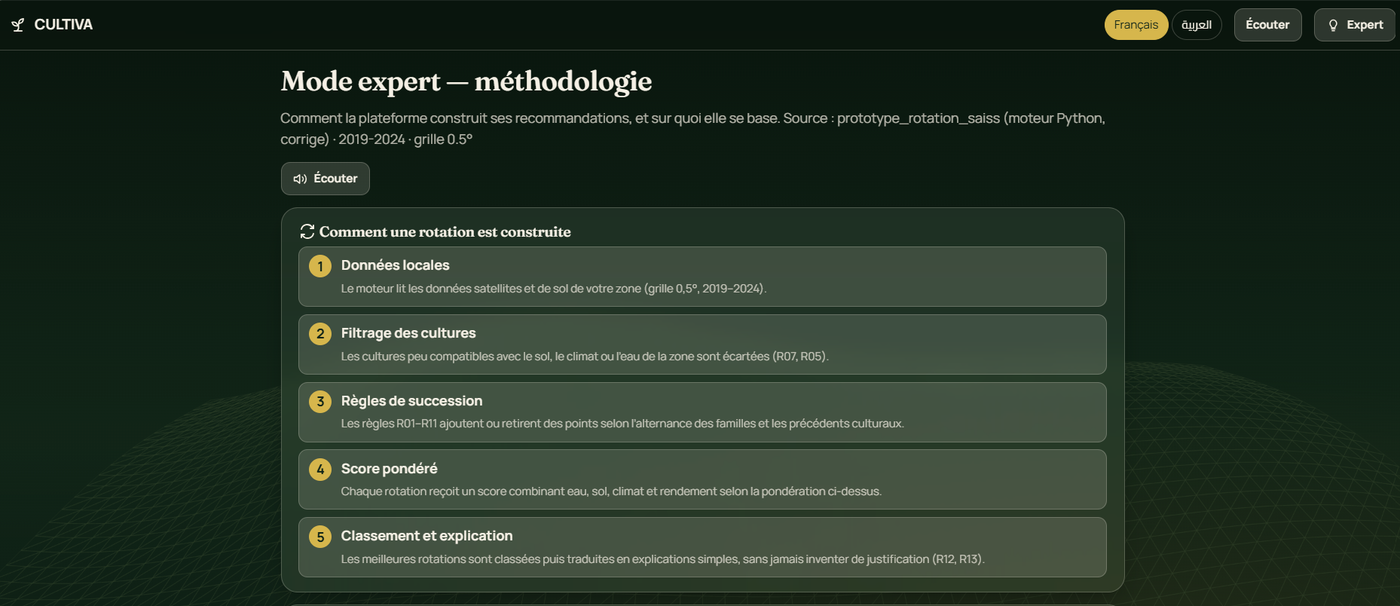 CULTIVA
Français
العربية
Écouter
Expert
Mode expert — méthodologie
Comment la plateforme construit ses recommandations, et sur quoi elle se base. Source : prototype_rotation_saiss (moteur Python,
corrige) · 2019-2024 · grille 0.5°
Écouter
Comment une rotation est construite
1 Données locales
Le moteur lit les données satellites et de sol de votre zone (grille 0,5°, 2019–2024).
2 Filtrage des cultures
Les cultures peu compatibles avec le sol, le climat ou l'eau de la zone sont écartées (R07, R05).
3 Règles de succession
Les règles R01–R11 ajoutent ou retirent des points selon l'alternance des familles et les précédents culturaux.
4 Score pondéré
Chaque rotation reçoit un score combinant eau, sol, climat et rendement selon la pondération ci-dessus.
5 Classement et explication
Les meilleures rotations sont classées puis traduites en explications simples, sans jamais inventer de justification (R12, R13).